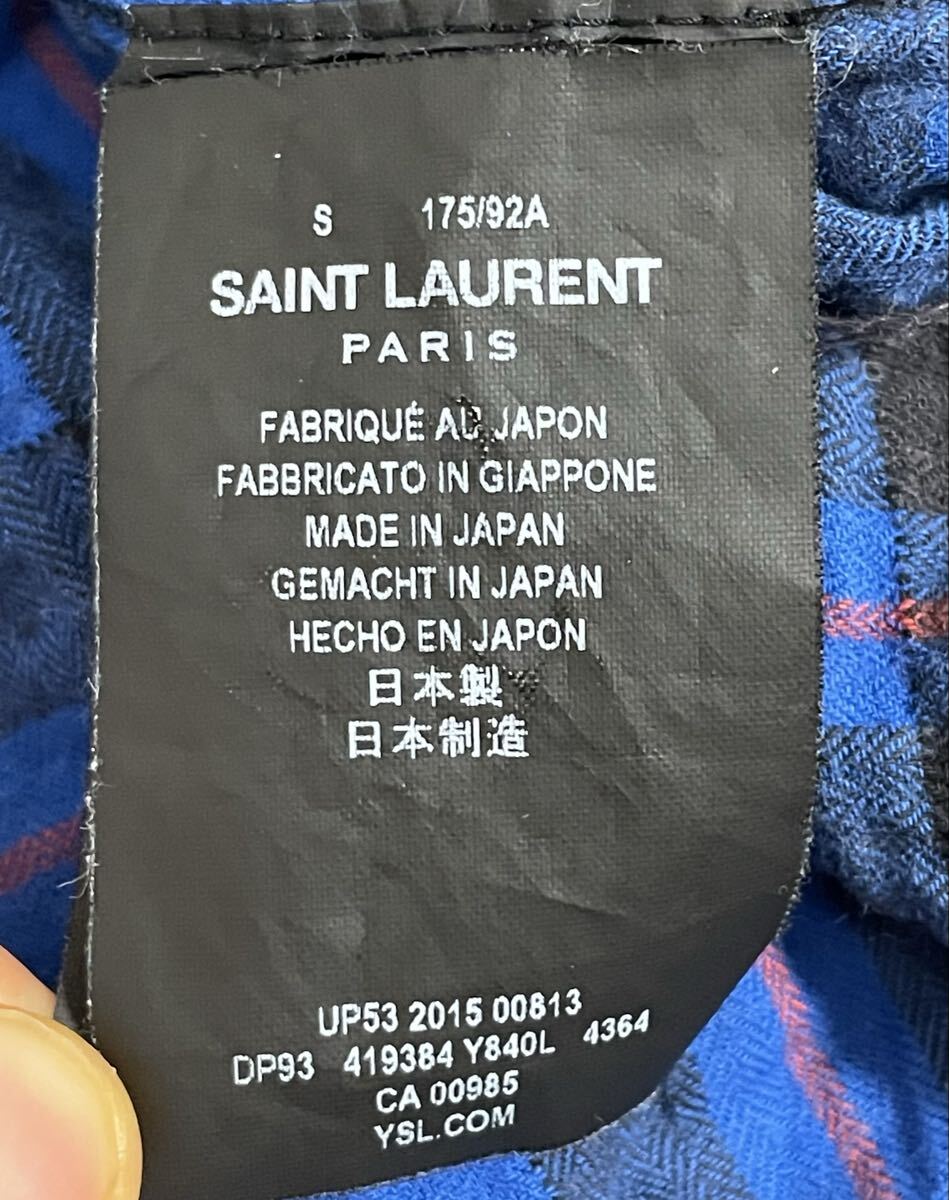 S 175/92A
SAINT LAURENT
PARIS
FABRIQUÉ AU JAPON
FABBRICATO IN GIAPPONE
MADE IN JAPAN
GEMACHT IN JAPAN
HECHO EN JAPON
日本製
日本制造
UP53 2015 00813
DP93 419384 Y840L 4364
CA 00985
YSL.COM